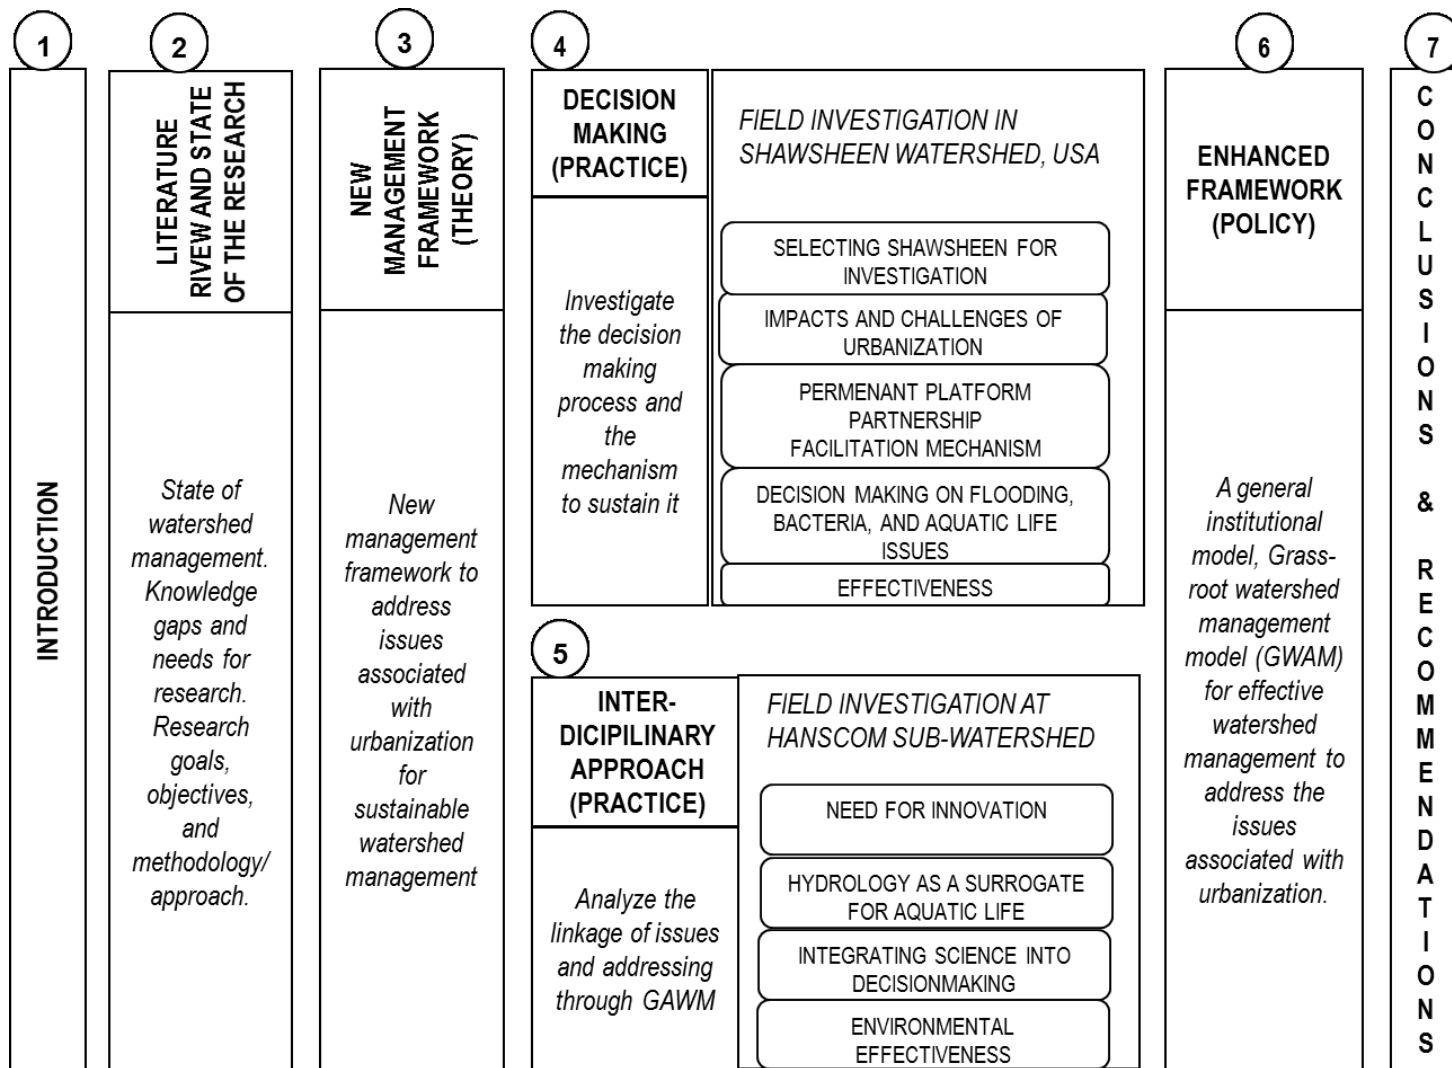 1
INTRODUCTION
2
LITERATURE
RIVEW AND STATE
OF THE RESEARCH
State of
watershed
management.
Knowledge
gaps and
needs for
research.
Research
goals,
objectives,
and
methodology/
approach.
3
NEW
MANAGEMENT
FRAMEWORK
(THEORY)
New
management
framework to
address
issues
associated
with
urbanization
for
sustainable
watershed
management
4
DECISION
MAKING
(PRACTICE)
Investigate
the decision
making
process and
the
mechanism
to sustain it
FIELD INVESTIGATION IN
SHAWSHEEN WATERSHED, USA
SELECTING SHAWSHEEN FOR
INVESTIGATION
IMPACTS AND CHALLENGES OF
URBANIZATION
PERMENANT PLATFORM
PARTNERSHIP
FACILITATION MECHANISM
DECISION MAKING ON FLOODING,
BACTERIA, AND AQUATIC LIFE
ISSUES
EFFECTIVENESS
5
INTER-
DICIPILINARY
APPROACH
(PRACTICE)
Analyze the
linkage of issues
and addressing
through GAWM
FIELD INVESTIGATION AT
HANSCOM SUB-WATERSHED
NEED FOR INNOVATION
HYDROLOGY AS A SURROGATE
FOR AQUATIC LIFE
INTEGRATING SCIENCE INTO
DECISIONMAKING
ENVIRONMENTAL
EFFECTIVENESS
6
ENHANCED
FRAMEWORK
(POLICY)
A general
institutional
model, Grass-
root watershed
management
model (GWAM)
for effective
watershed
management to
address the
issues
associated with
urbanization.
7
CONCLUSIONS & RECOMMENDATIONS